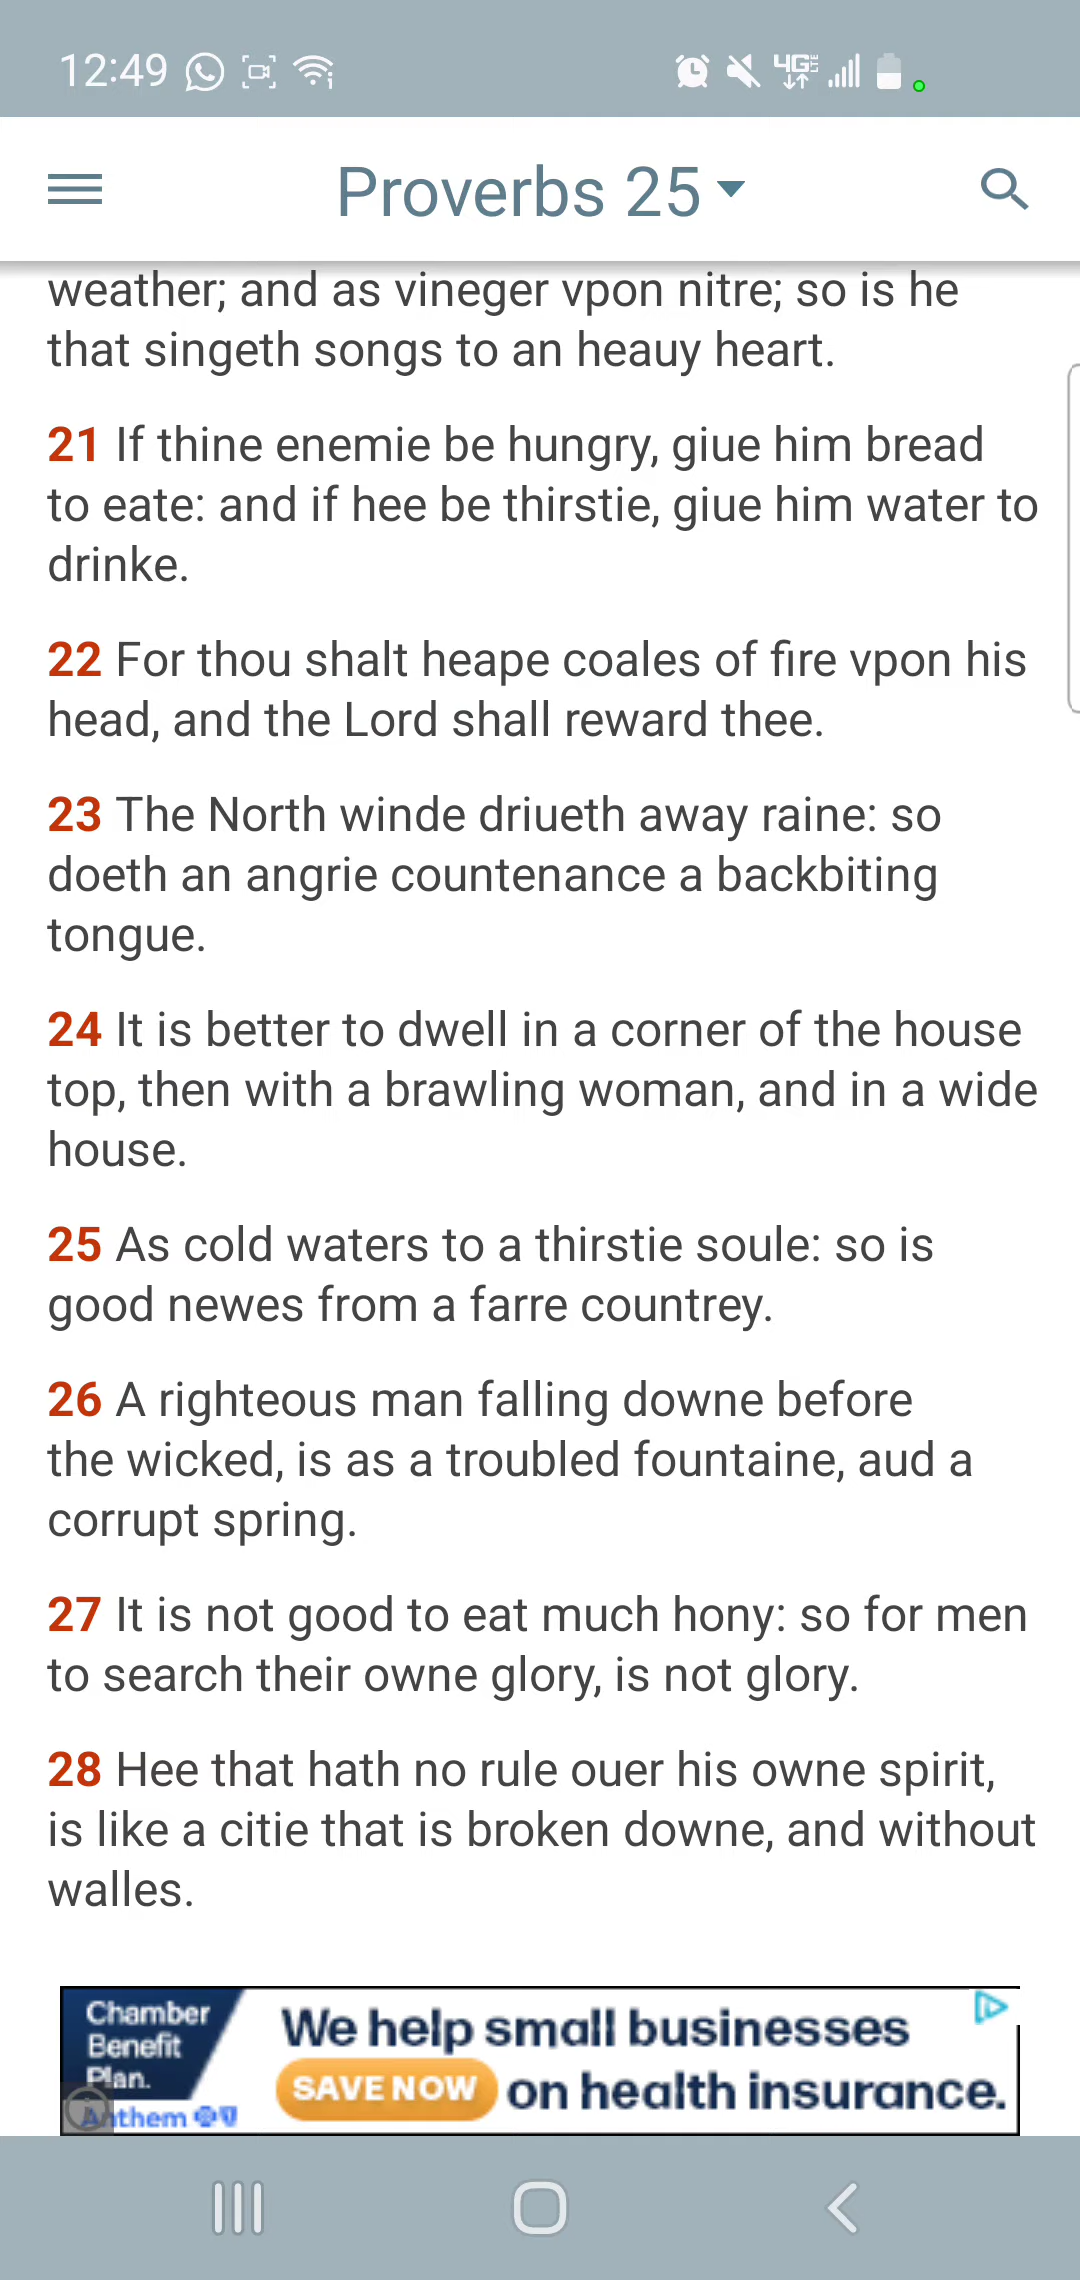 12:49
4G LTE
Proverbs 25
weather; and as vineger vpon nitre; so is he
that singeth songs to an heauy heart.
21 If thine enemie be hungry, giue him bread
to eate: and if hee be thirstie, giue him water to
drinke.
22 For thou shalt heape coales of fire vpon his
head, and the Lord shall reward thee.
23 The North winde driueth away raine: so
doeth an angrie countenance a backbiting
tongue.
24 It is better to dwell in a corner of the house
top, then with a brawling woman, and in a wide
house.
25 As cold waters to a thirstie soule: so is
good newes from a farre countrey.
26 A righteous man falling downe before
the wicked, is as a troubled fountaine, aud a
corrupt spring.
27 It is not good to eat much hony: so for men
to search their owne glory, is not glory.
28 Hee that hath no rule ouer his owne spirit,
is like a citie that is broken downe, and without
walles.
Chamber
Benefit
Plan.
Anthem
We help small businesses
SAVE NOW on health insurance.